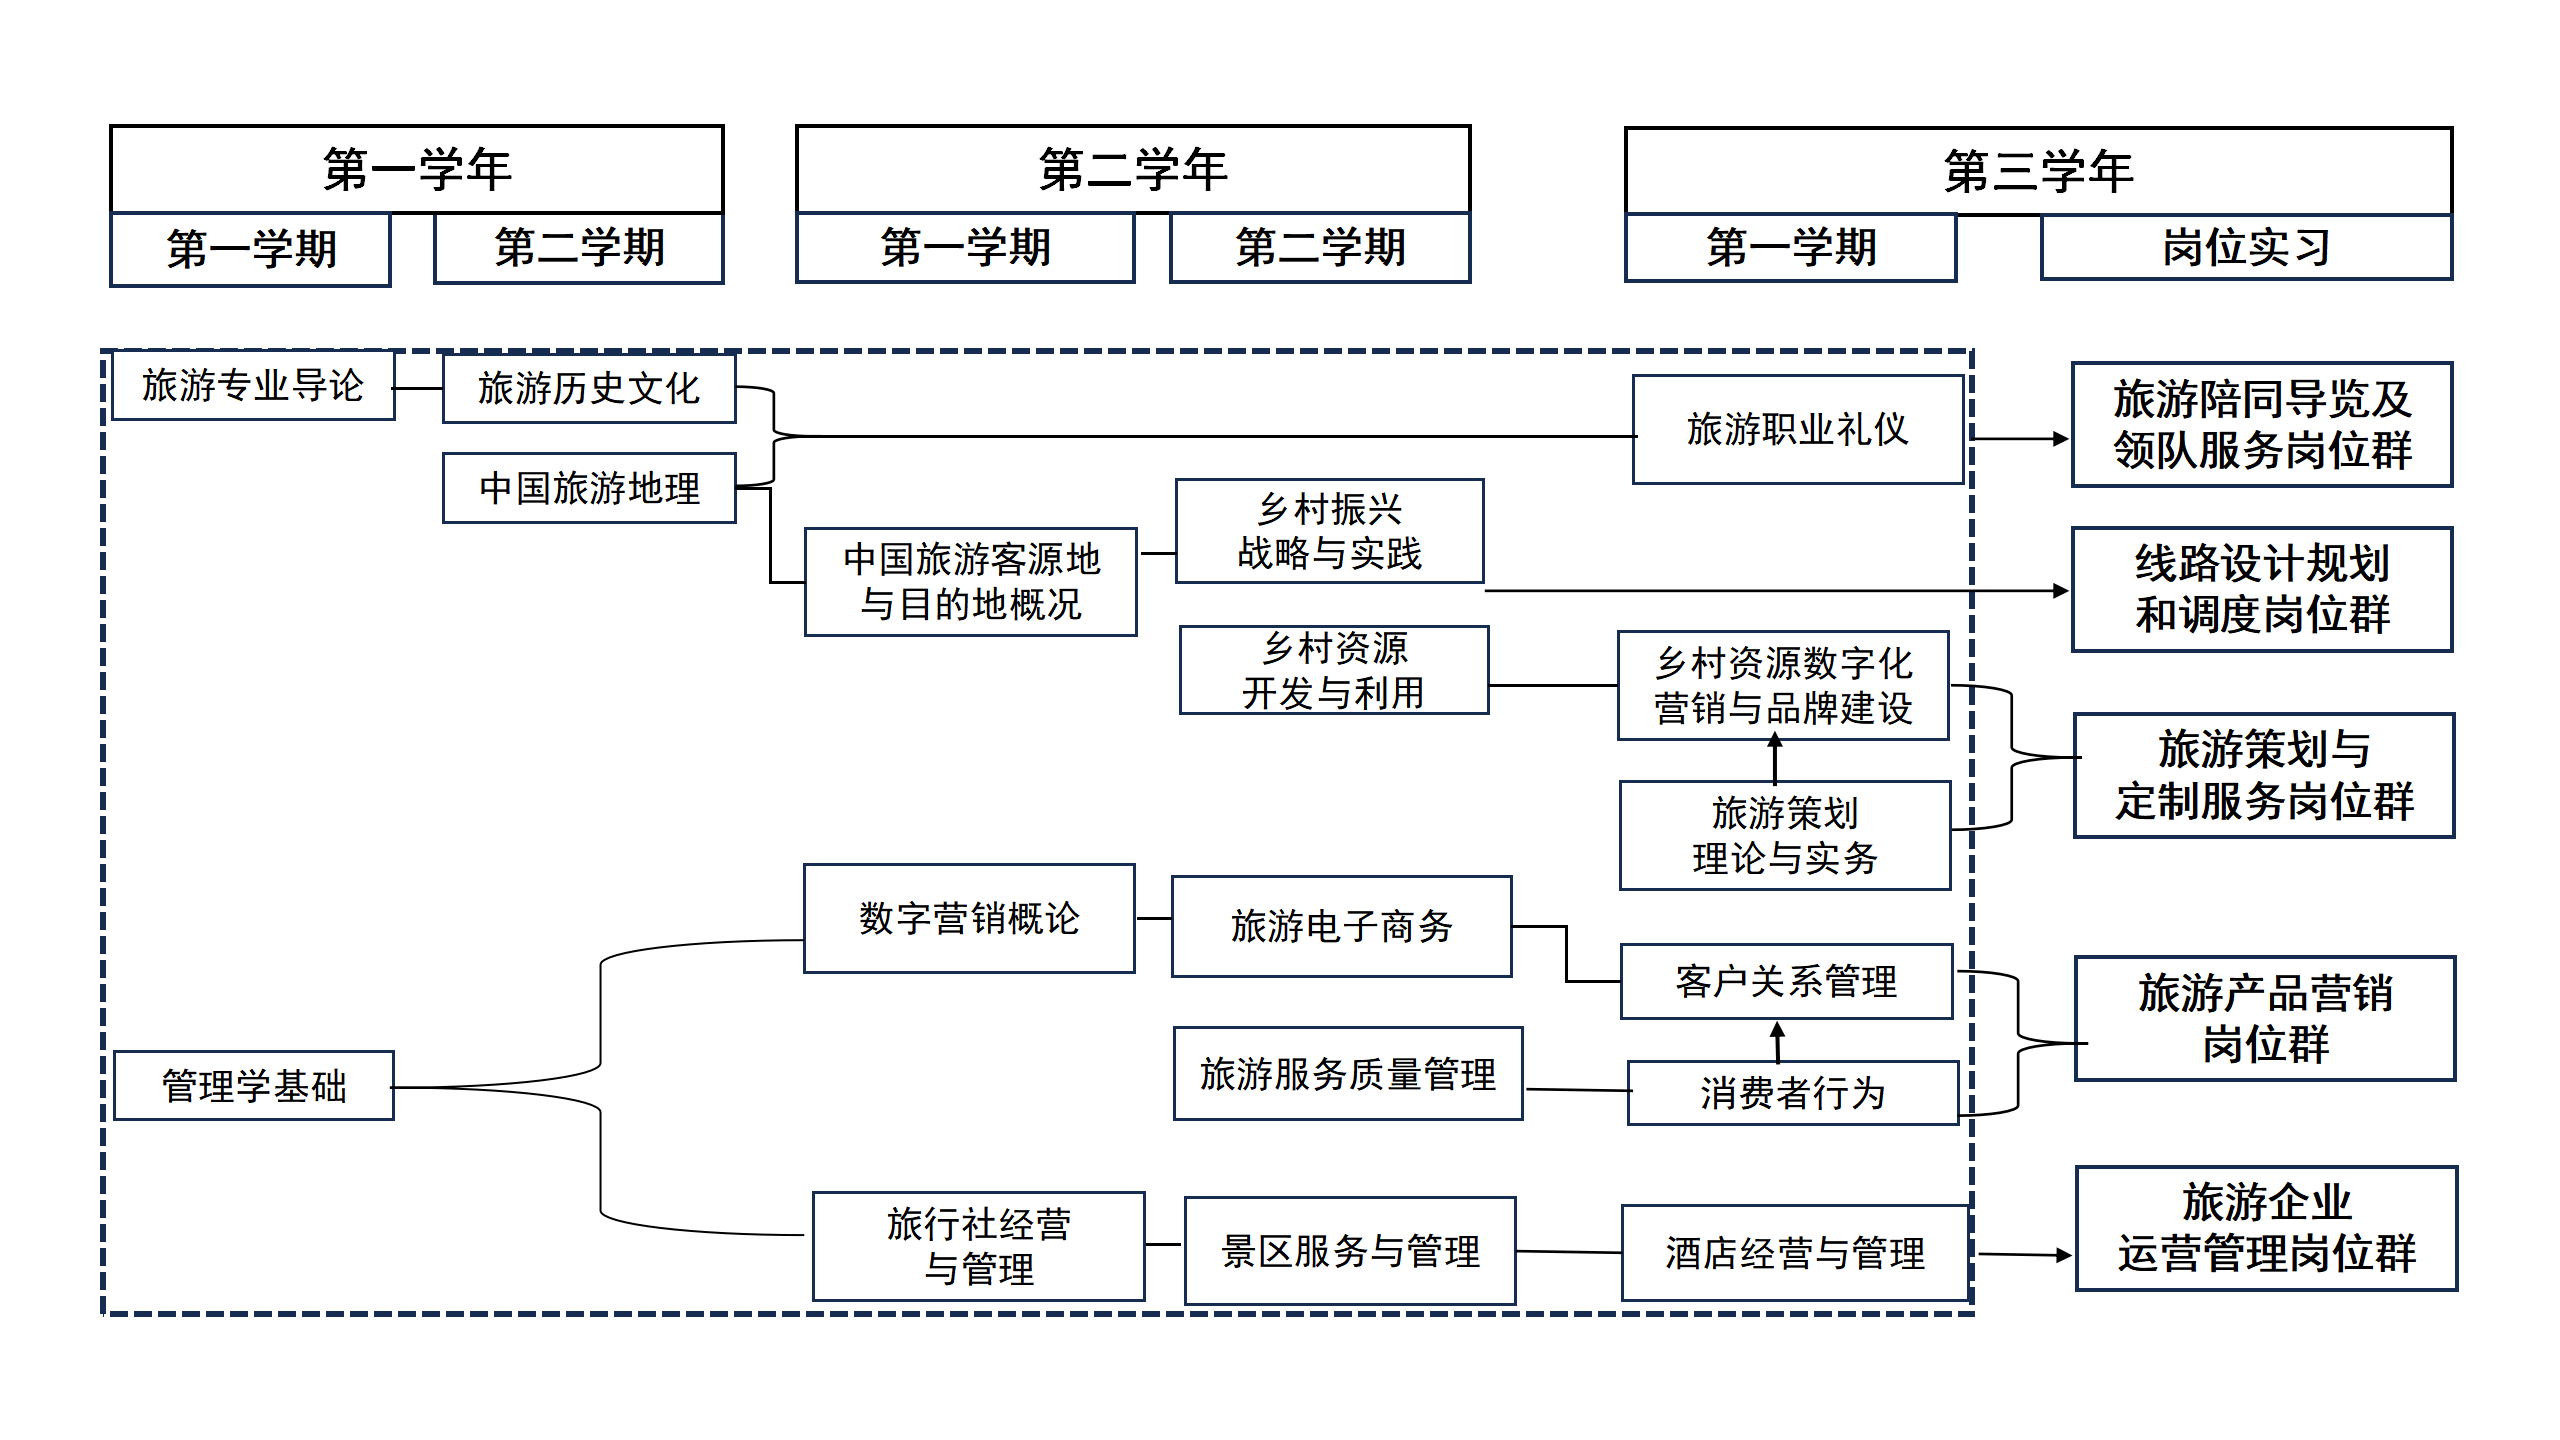 第一学年
第二学年
第三学年
第一学期
第二学期
第一学期
第二学期
第一学期
岗位实习
旅游专业导论
旅游历史文化
中国旅游地理
旅游职业礼仪
旅游陪同导览及
领队服务岗位群
中国旅游客源地
与目的地概况
乡村振兴
战略与实践
线路设计规划
和调度岗位群
乡村资源
开发与利用
乡村资源数字化
营销与品牌建设
旅游策划
理论与实务
旅游策划与
定制服务岗位群
数字营销概论
旅游电子商务
客户关系管理
旅游产品营销
岗位群
管理学基础
旅游服务质量管理
消费者行为
旅行社经营
与管理
景区服务与管理
酒店经营与管理
旅游企业
运营管理岗位群